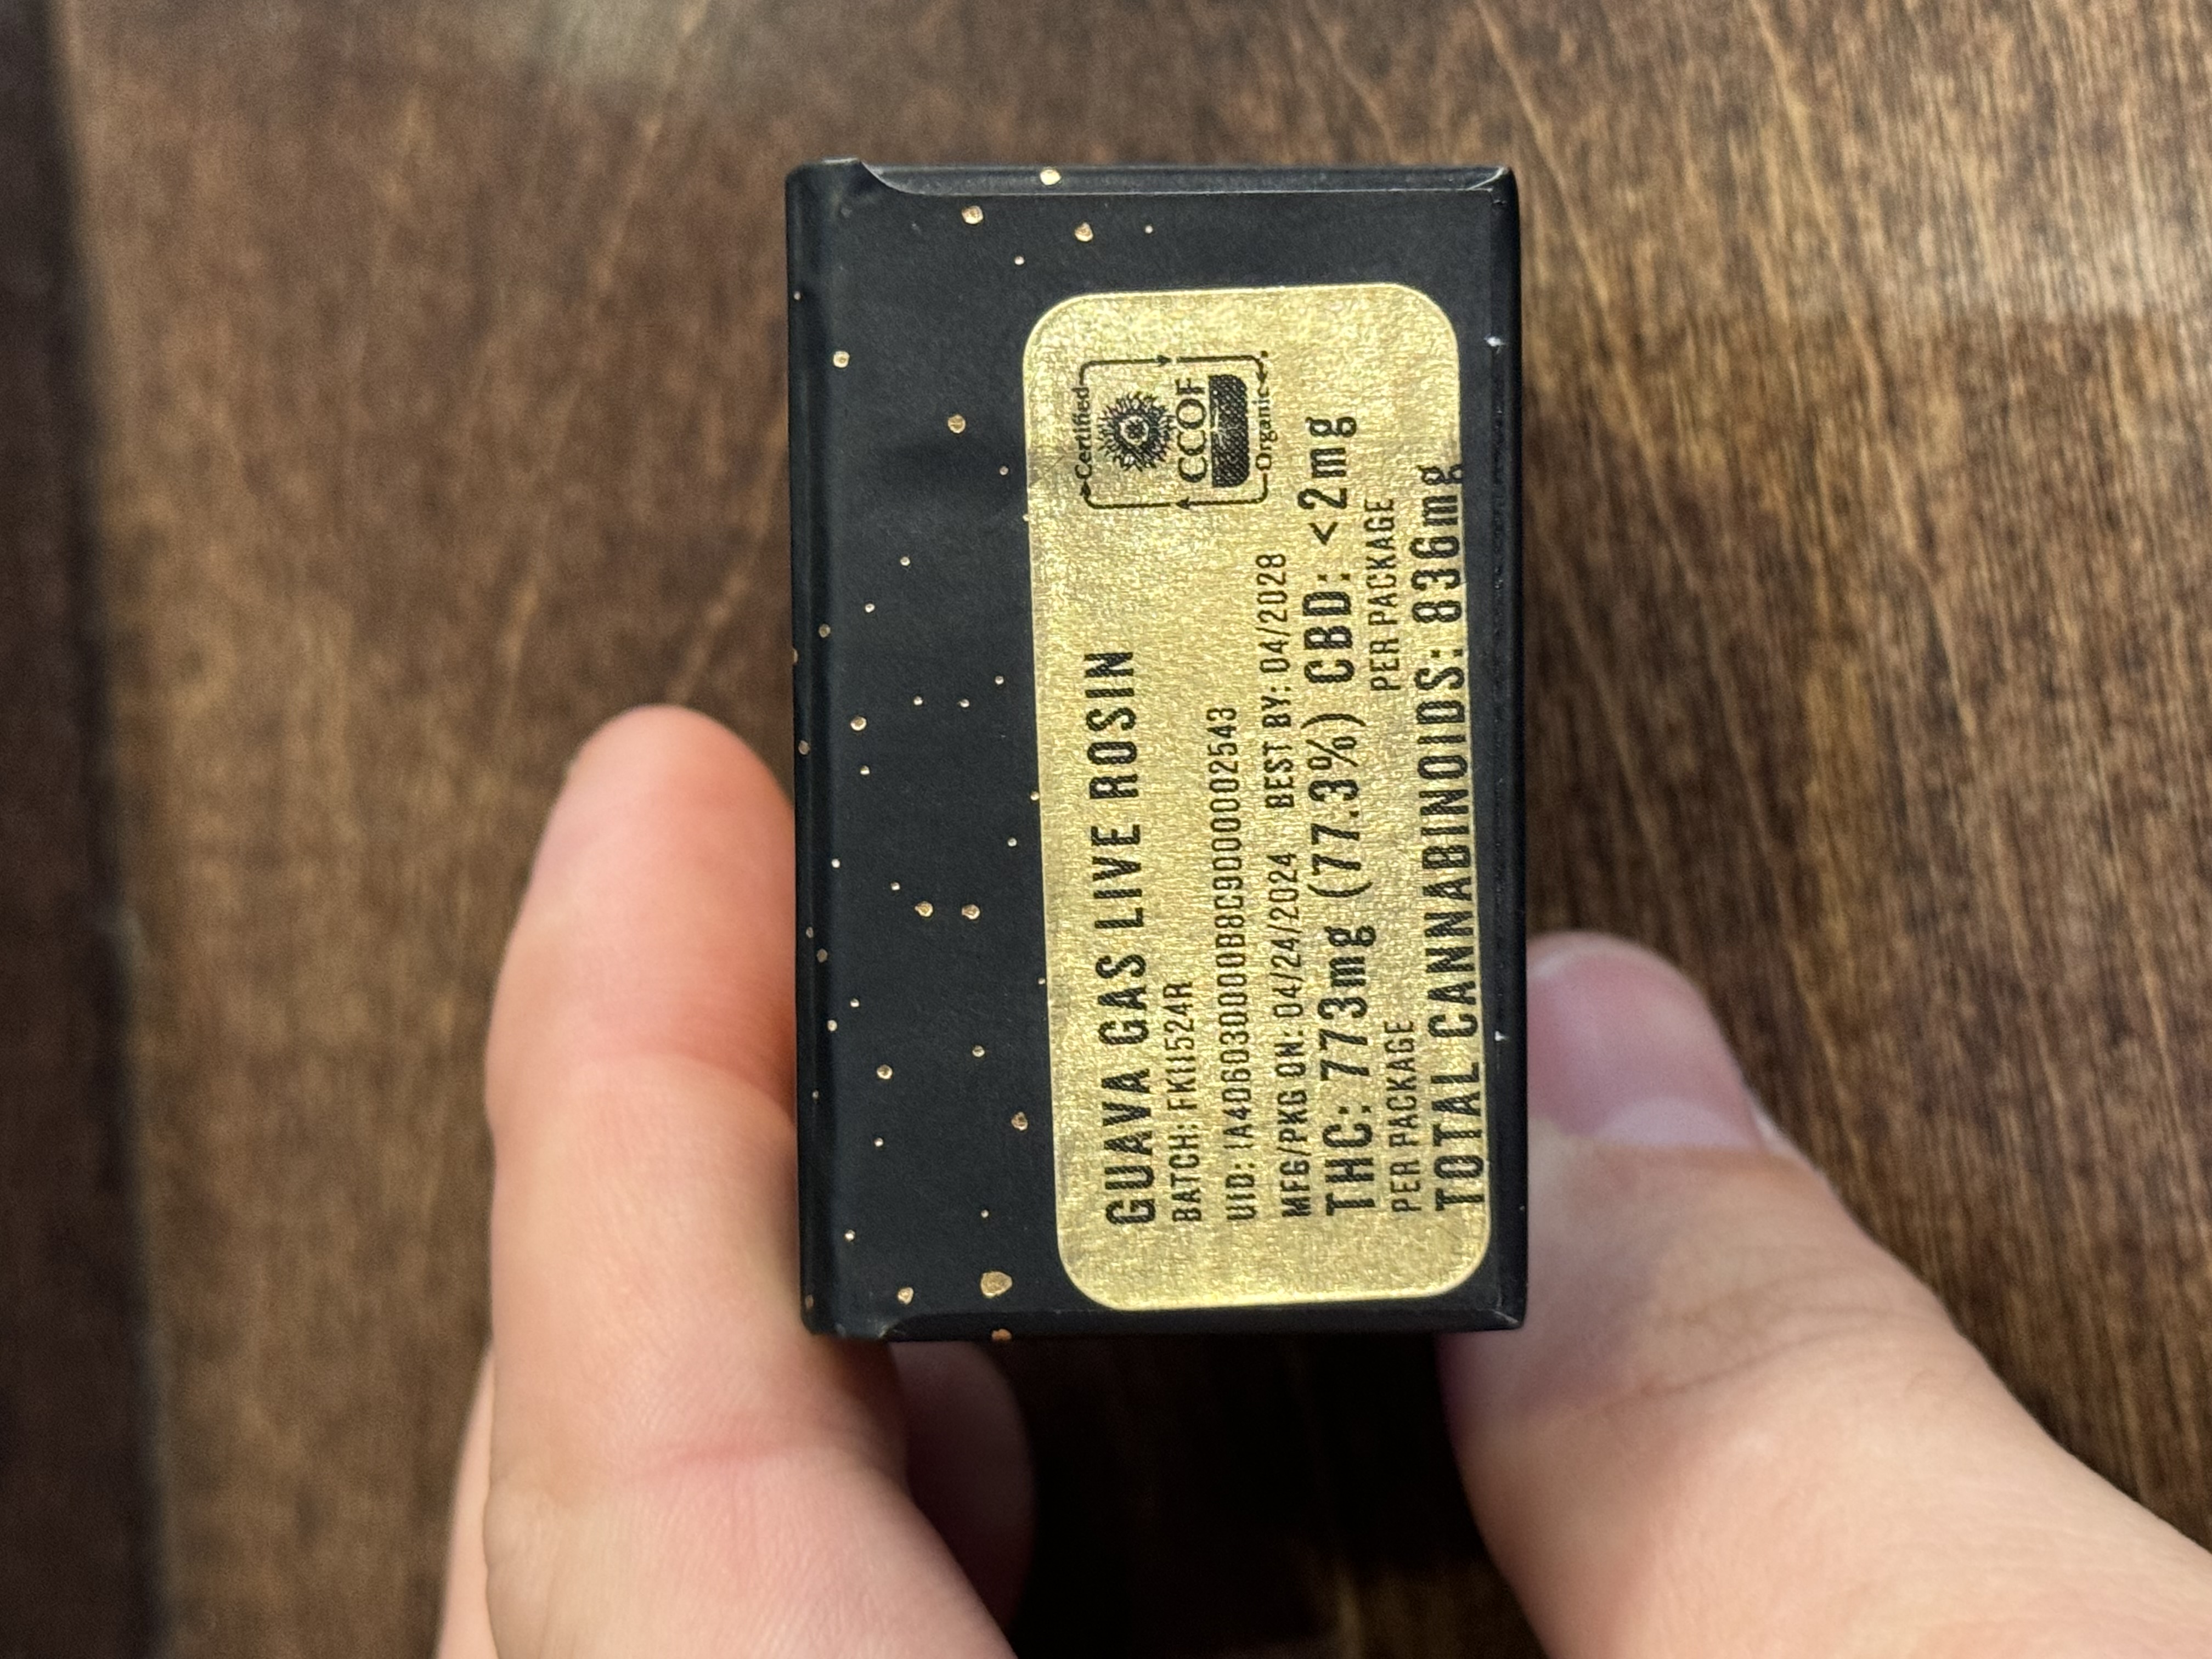 GUAVA GAS LIVE ROSIN
BATCH: FK11524R
UID: 1A406030000B8C9000002543
MFG/PKG ON: 04/24/2024 BEST BY: 04/2028
THC: 773mg (77.3%) CBD: <2mg
PER PACKAGE PER PACKAGE
TOTAL CANNABINOIDS: 836mg
Certified
CCOF
Organic